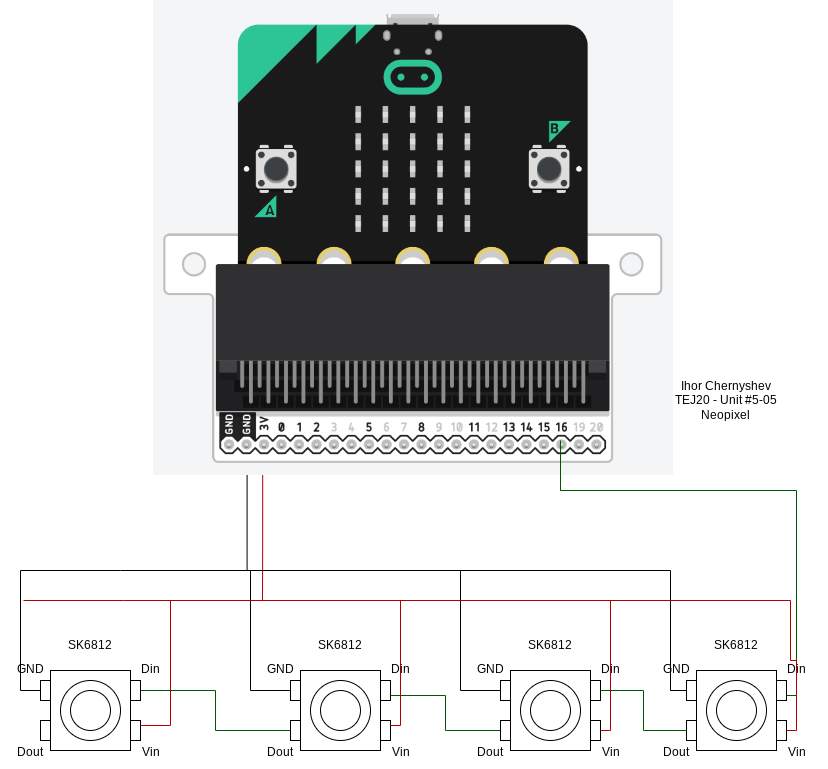 B
A
Ihor Chernyshev
TEJ20 - Unit #5-05
Neopixel
GND GND 3V 0 1 2 3 4 5 6 7 8 9 10 11 12 13 14 15 16 19 20
SK6812 SK6812 SK6812 SK6812
GND Din GND Din GND Din GND Din
Dout Vin Dout Vin Dout Vin Dout Vin